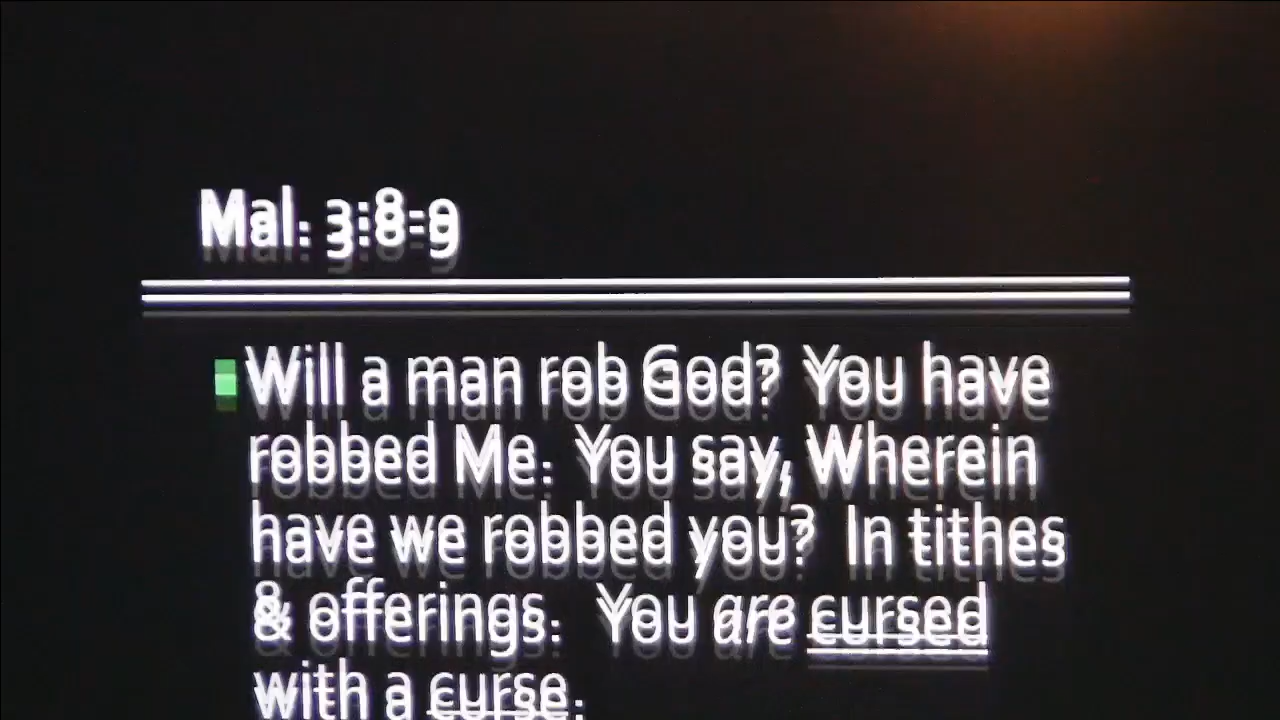 Mal. 3:8-9
Will a man rob God? You have
robbed Me. You say, Wherein
have we robbed you? In tithes
& offerings. You are cursed
with a curse.